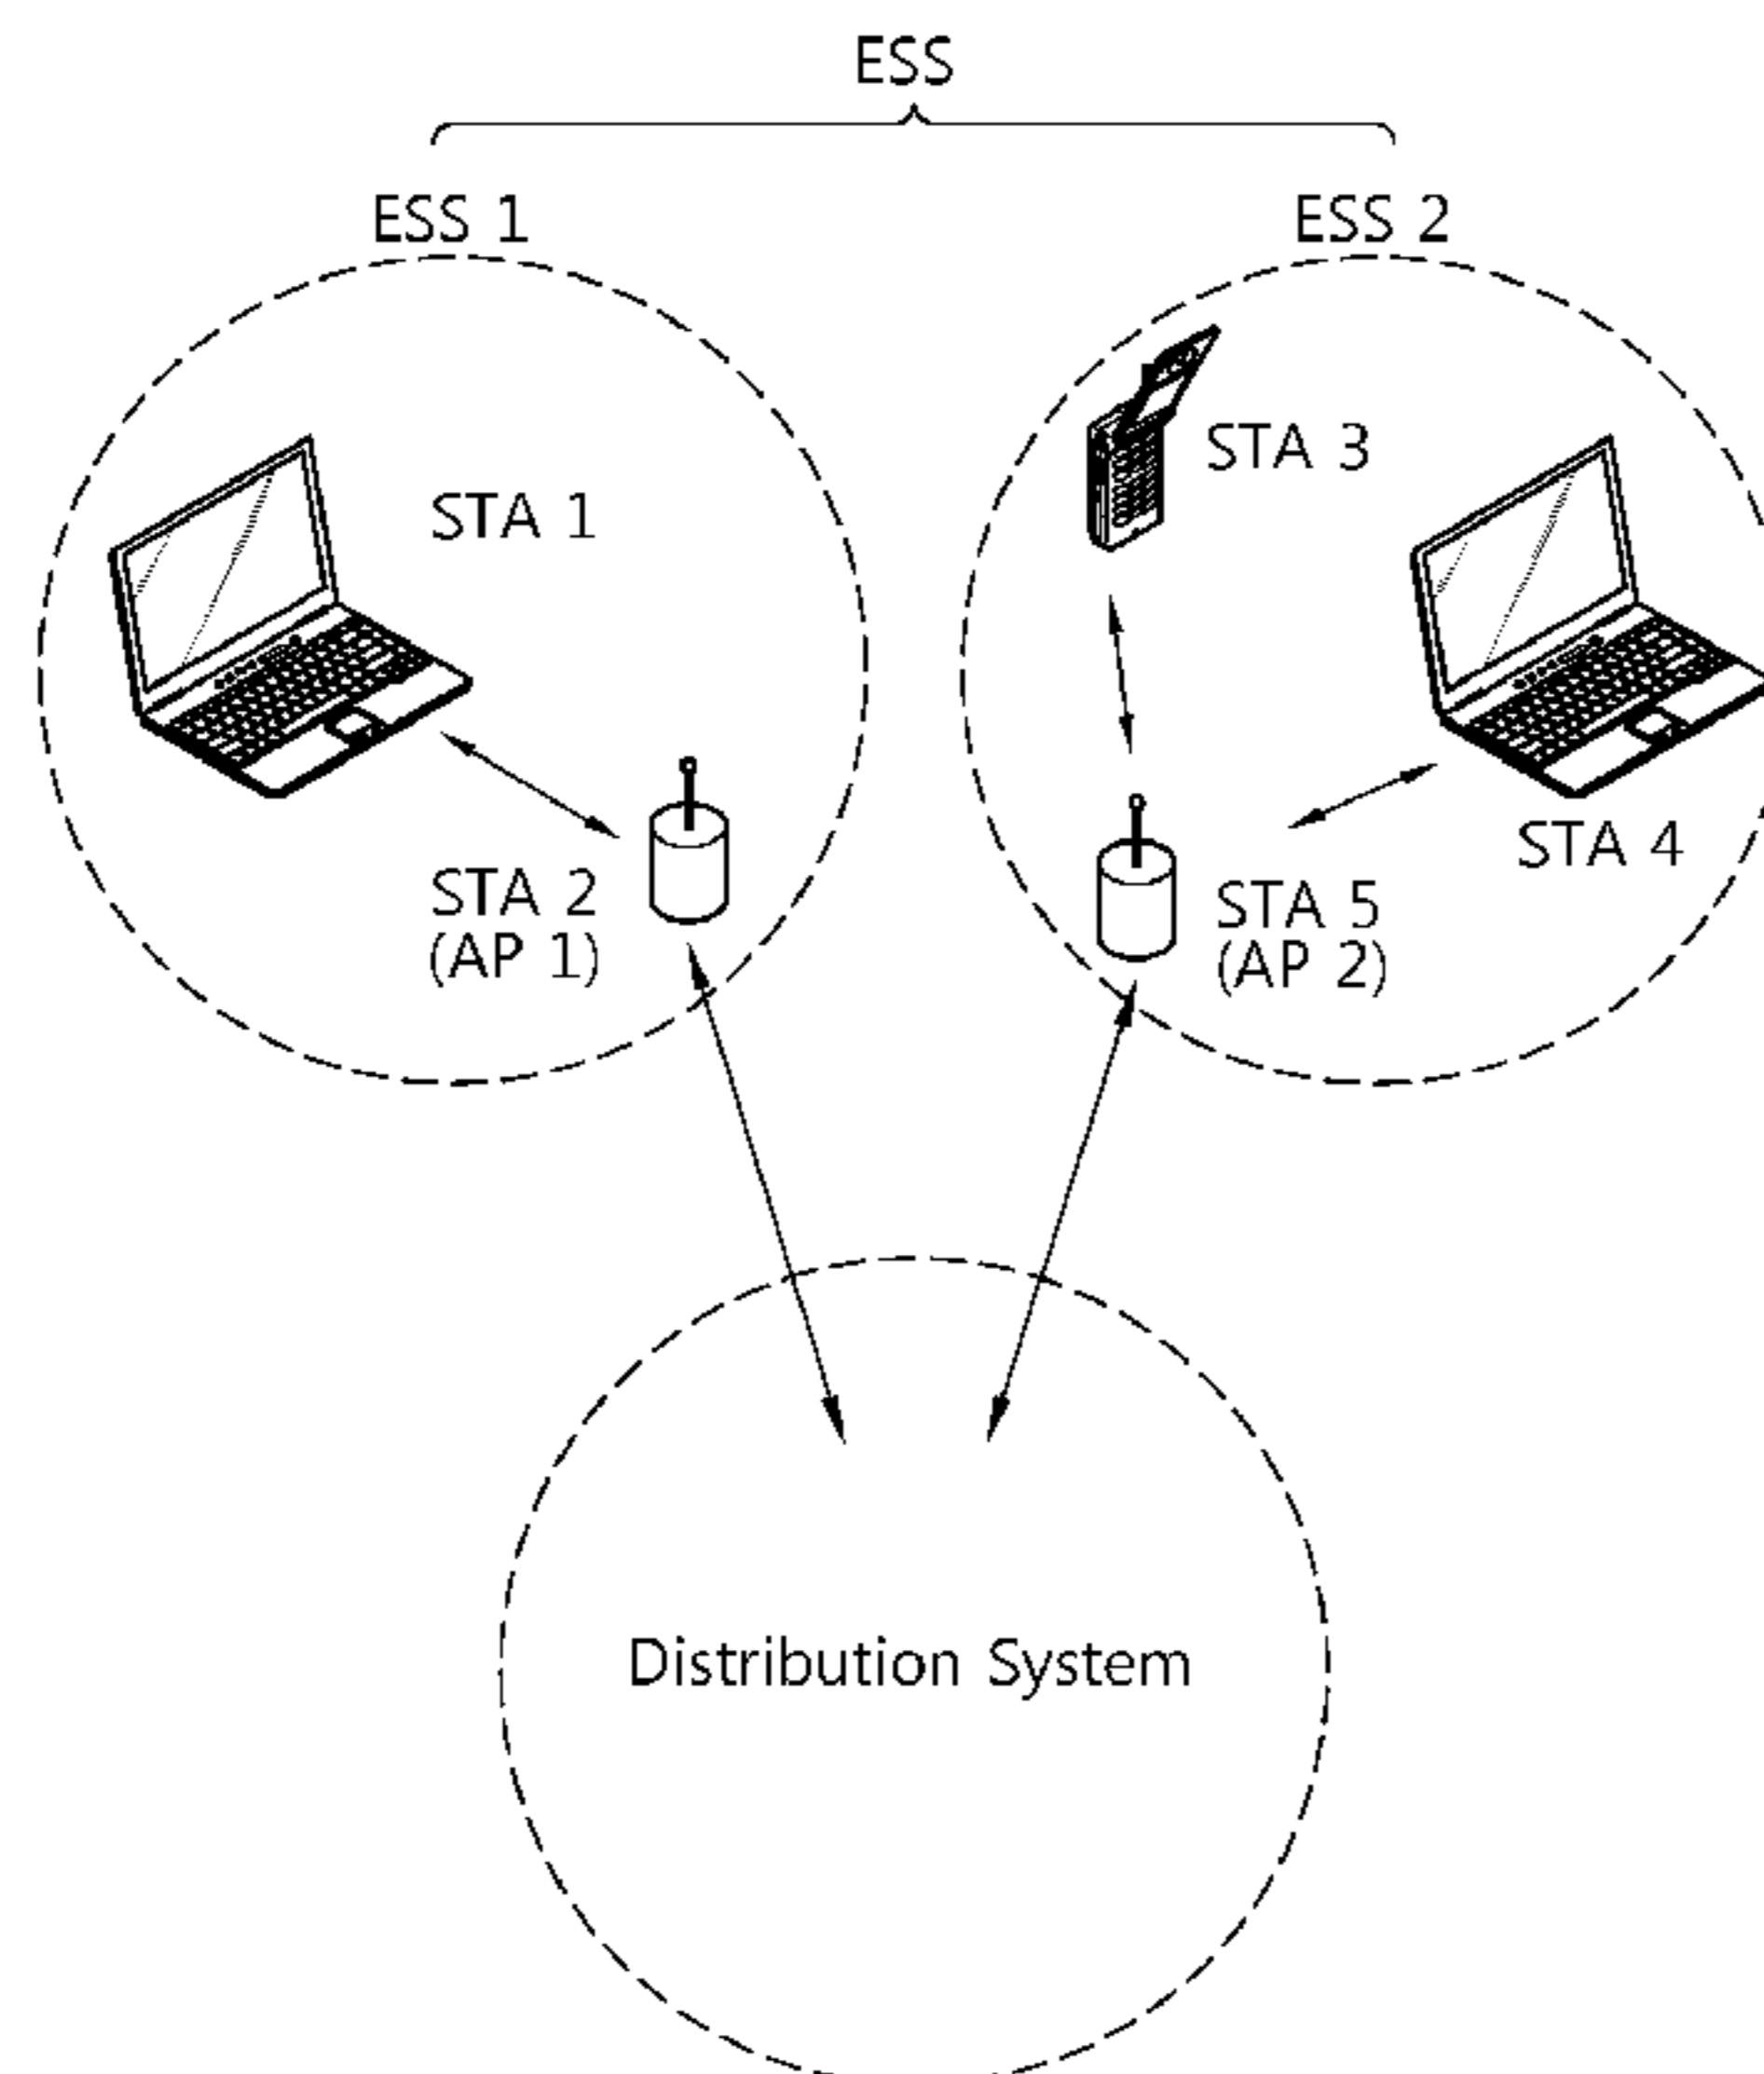 ESS
ESS 1
ESS 2
STA 3
STA 1
STA 4
STA 2
(AP 1)
STA 5
(AP 2)
Distribution System